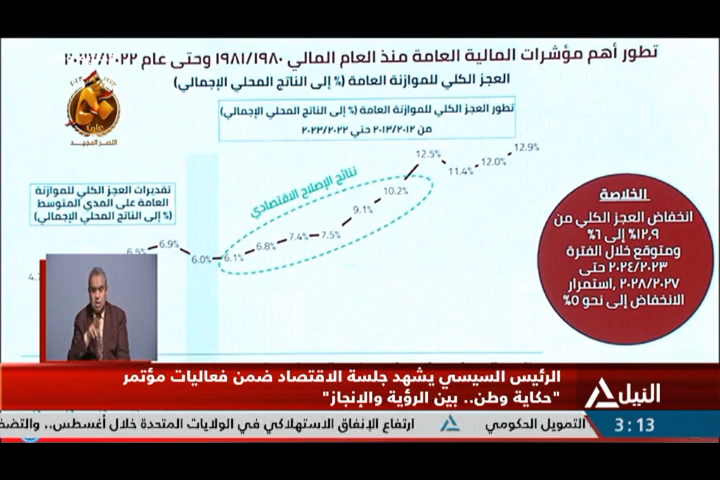 تطور أهم مؤشرات المالية العامة منذ العام المالي ١٩٨١/١٩٨٠ وحتى عام ٢٠٢٣/٢٠٢٢
العجز الكلي للموازنة العامة (% إلى الناتج المحلي الإجمالي)
تطور العجز الكلي للموازنة العامة (% إلى الناتج المحلي الإجمالي)
من ٢٠١٣/٢٠١٢ حتي ٢٠٢٣/٢٠٢٢
عام
النصر المجيد
نتائج الإصلاح الاقتصادي
تقديرات العجز الكلي للموازنة
العامة على المدي المتوسط
(% إلى الناتج المحلي الإجمالي)
12.9%
12.0%
11.4%
12.5%
10.2%
9.1%
7.5%
7.4%
6.8%
6.1%
6.0%
6.9%
6.5%
الخلاصة
انخفاض العجز الكلي من
١٢,٩% إلى ٦%
ومتوقع خلال الفترة
٢٠٢٤/٢٠٢٣ حتى
٢٠٢٨/٢٠٢٧ ,استمرار
الانخفاض إلى نحو ٥%
الرئيس السيسي يشهد جلسة الاقتصاد ضمن فعاليات مؤتمر
"حكاية وطن.. بين الرؤية والإنجاز"
النيل
3:13
التمويل الحكومي
ارتفاع الإنفاق الاستهلاكي في الولايات المتحدة خلال أغسطس.. والتضخ